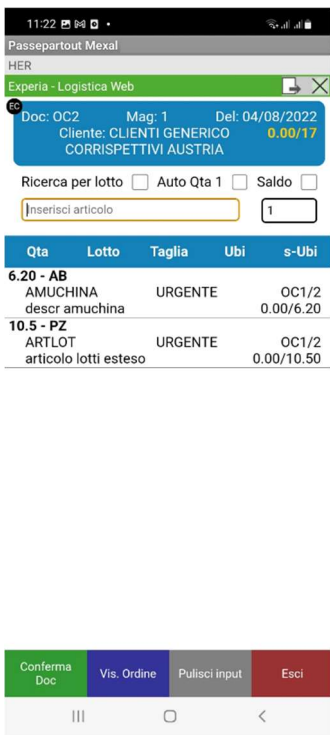 11:22
Passepartout Mexal
HER
Experia - Logistica Web
EC
Doc: OC2 Mag: 1 Del: 04/08/2022
Cliente: CLIENTI GENERICO 0.00/17
CORRISPETTIVI AUSTRIA
Ricerca per lotto Auto Qta 1 Saldo
Inserisci articolo 1
Qta Lotto Taglia Ubi s-Ubi
6.20 - AB
AMUCHINA URGENTE OC1/2
descr amuchina 0.00/6.20
10.5 - PZ
ARTLOT URGENTE OC1/2
articolo lotti esteso 0.00/10.50
Conferma Doc Vis. Ordine Pulisci input Esci